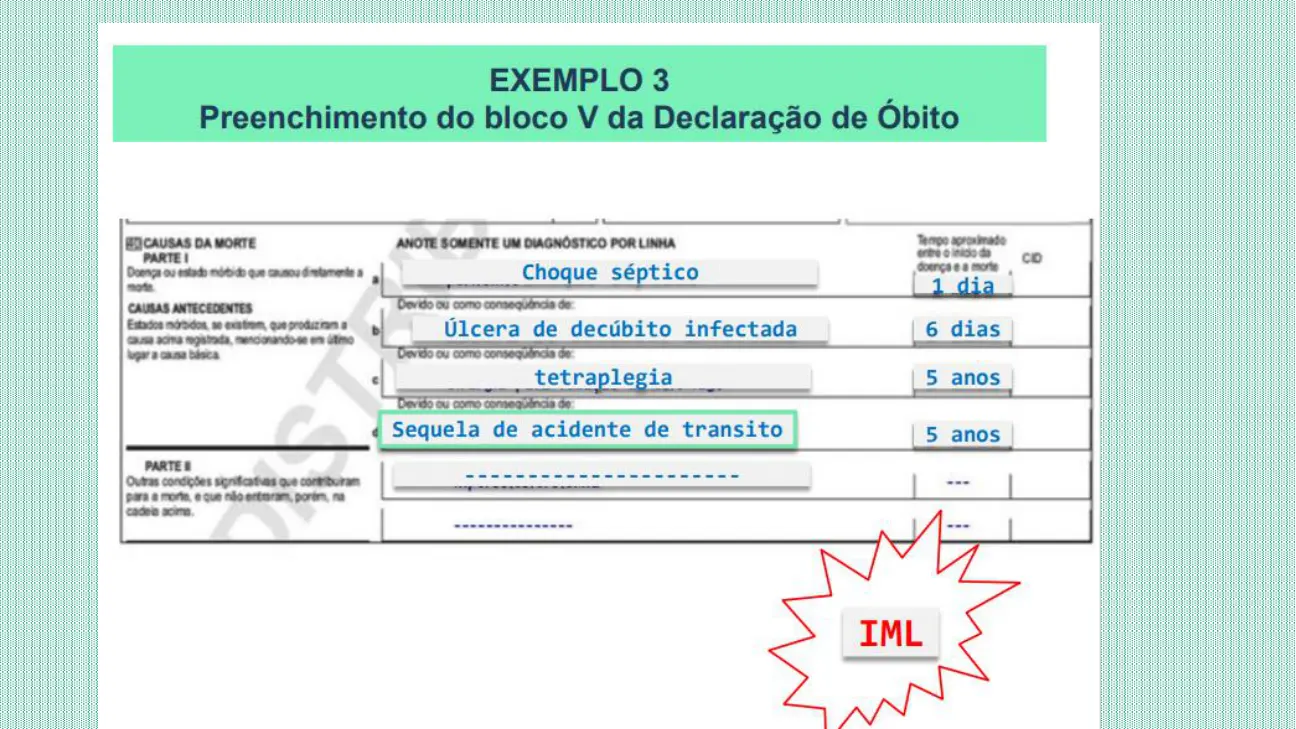 EXEMPLO 3
Preenchimento do bloco V da Declaração de Óbito
40 CAUSAS DA MORTE
PARTE I
Doença ou estado mórbido que causou diretamente a
morte.
CAUSAS ANTECEDENTES
Estados mórbidos, se existirem, que produziram a
causa acima registrada, mencionando-se em último
lugar a causa básica.
PARTE II
Outras condições significativas que contribuíram
para a morte, e que não entraram, porém, na
cadeia acima.
ANOTE SOMENTE UM DIAGNÓSTICO POR LINHA
Tempo aproximado
entre o início da
doença e a morte
CID
a Choque séptico 1 dia
Devido ou como conseqüência de:
b Úlcera de decúbito infectada 6 dias
Devido ou como conseqüência de:
c tetraplegia 5 anos
Devido ou como conseqüência de:
d Sequela de acidente de transito 5 anos
---------------------- ---
--------------- ---
IML